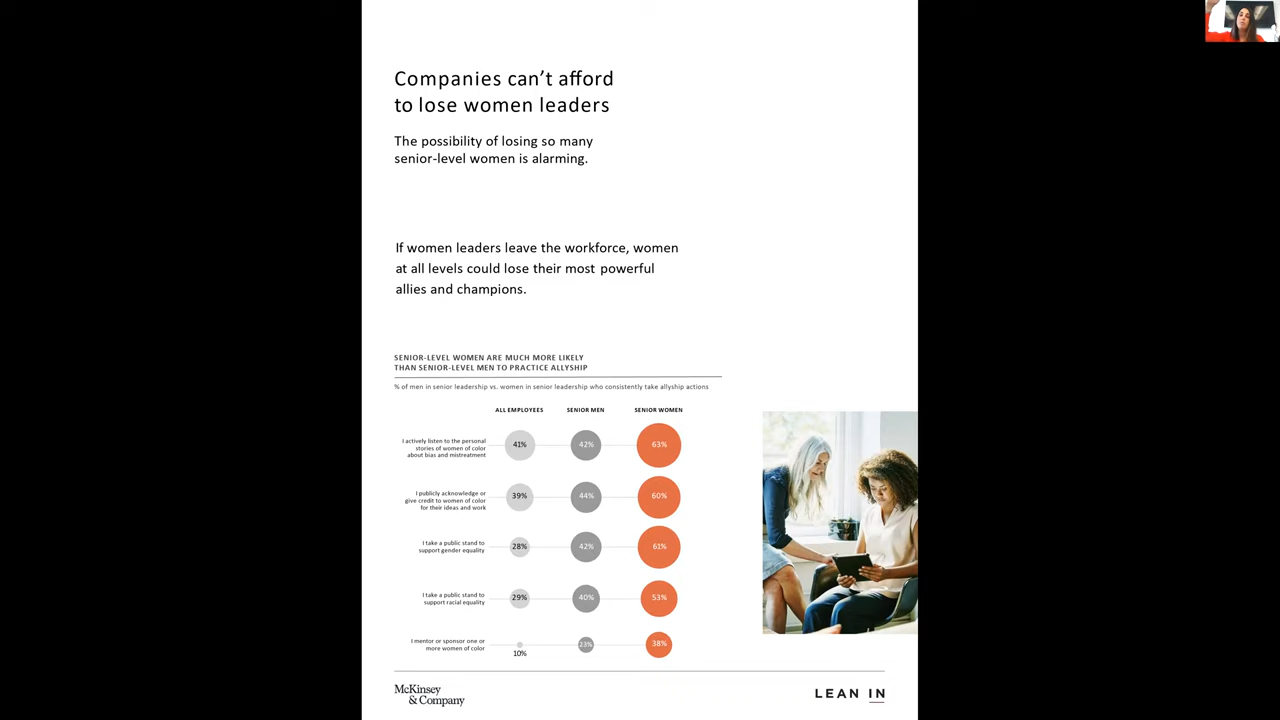 Companies can't afford
to lose women leaders
The possibility of losing so many
senior-level women is alarming.
If women leaders leave the workforce, women
at all levels could lose their most powerful
allies and champions.
SENIOR-LEVEL WOMEN ARE MUCH MORE LIKELY
THAN SENIOR-LEVEL MEN TO PRACTICE ALLYSHIP
% of men in senior leadership vs. women in senior leadership who consistently take allyship actions
ALL EMPLOYEES SENIOR MEN SENIOR WOMEN
I actively listen to the personal
stories of women of color
about bias and mistreatment
41% 42% 63%
I publicly acknowledge or
give credit to women of color
for their ideas and work
39% 44% 60%
I take a public stand to
support gender equality
28% 42% 61%
I take a public stand to
support racial equality
29% 40% 53%
I mentor or sponsor one or
more women of color
10% 23% 38%
McKinsey
& Company
LEAN IN